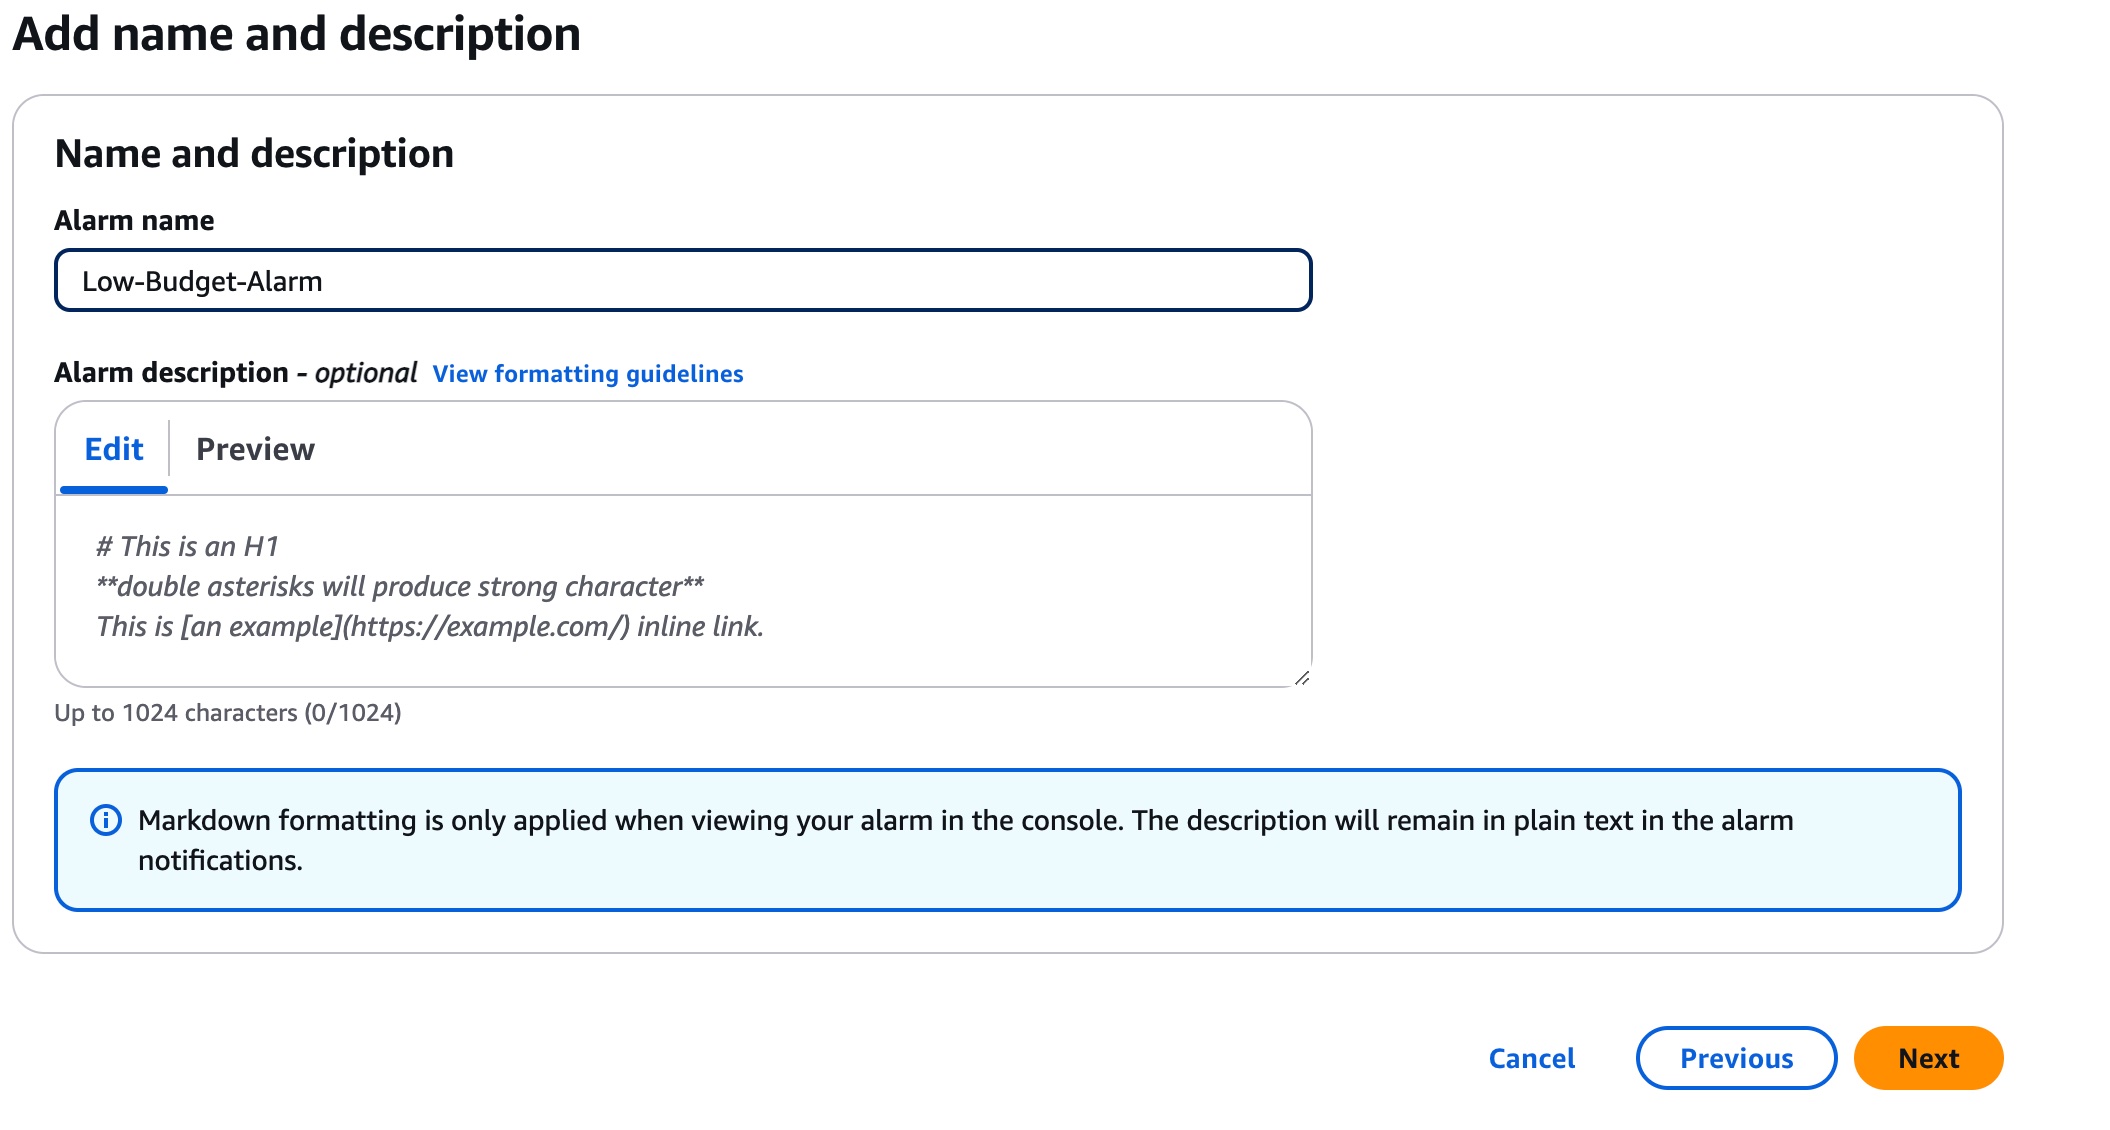 Add name and description
Name and description
Alarm name
Low-Budget-Alarm
Alarm description - optional View formatting guidelines
Edit Preview
# This is an H1
**double asterisks will produce strong character**
This is [an example](https://example.com/) inline link.
Up to 1024 characters (0/1024)
Markdown formatting is only applied when viewing your alarm in the console. The description will remain in plain text in the alarm
notifications.
Cancel Previous Next